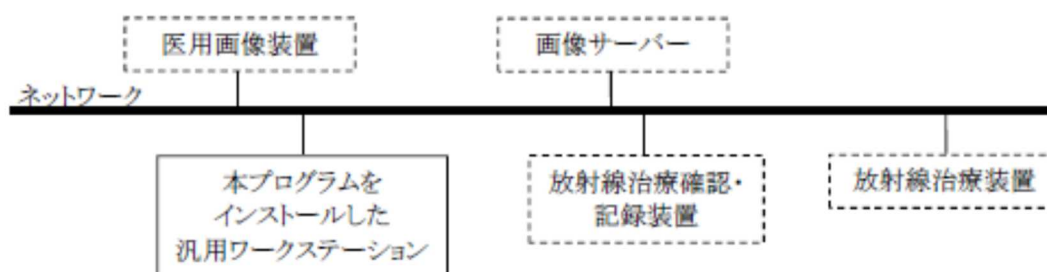 医用画像装置
画像サーバー
ネットワーク
本プログラムを
インストールした
汎用ワークステーション
放射線治療確認・
記録装置
放射線治療装置